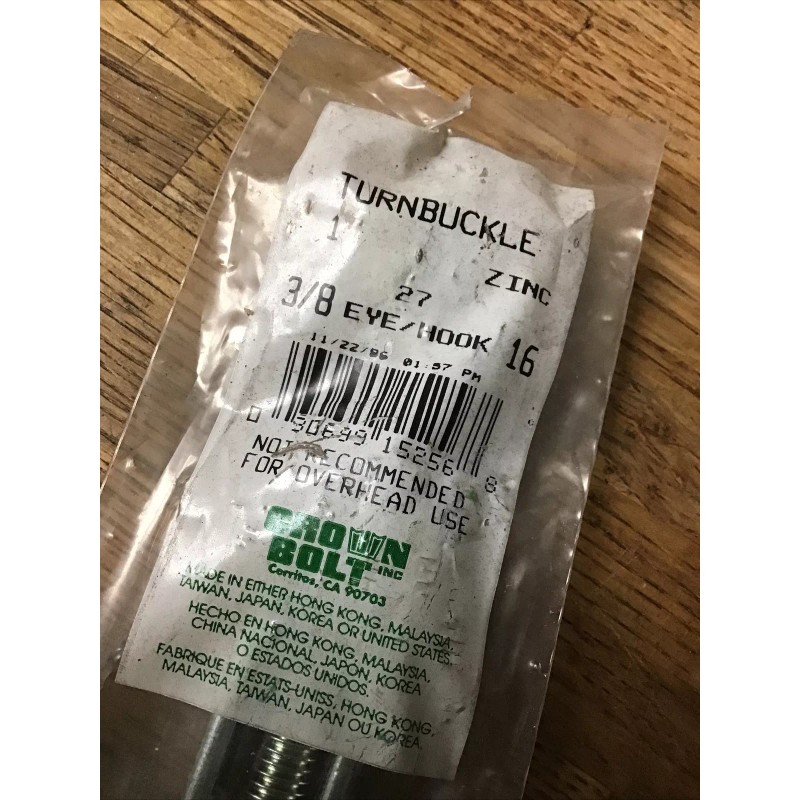 TURNBUCKLE
1 ZINC
27
3/8 EYE/HOOK 16
11/22/96 01:57 PM
0 30699 15256 8
NOT RECOMMENDED
FOR OVERHEAD USE
CROWN
BOLT INC
Cerritos, CA 90703
MADE IN EITHER HONG KONG, MALAYSIA,
TAIWAN, JAPAN, KOREA OR UNITED STATES.
HECHO EN HONG KONG, MALAYSIA,
CHINA NACIONAL, JAPON, KOREA
O ESTADOS UNIDOS.
FABRIQUE EN ESTATS-UNISS, HONG KONG,
MALAYSIA, TAIWAN, JAPAN OU KOREA.